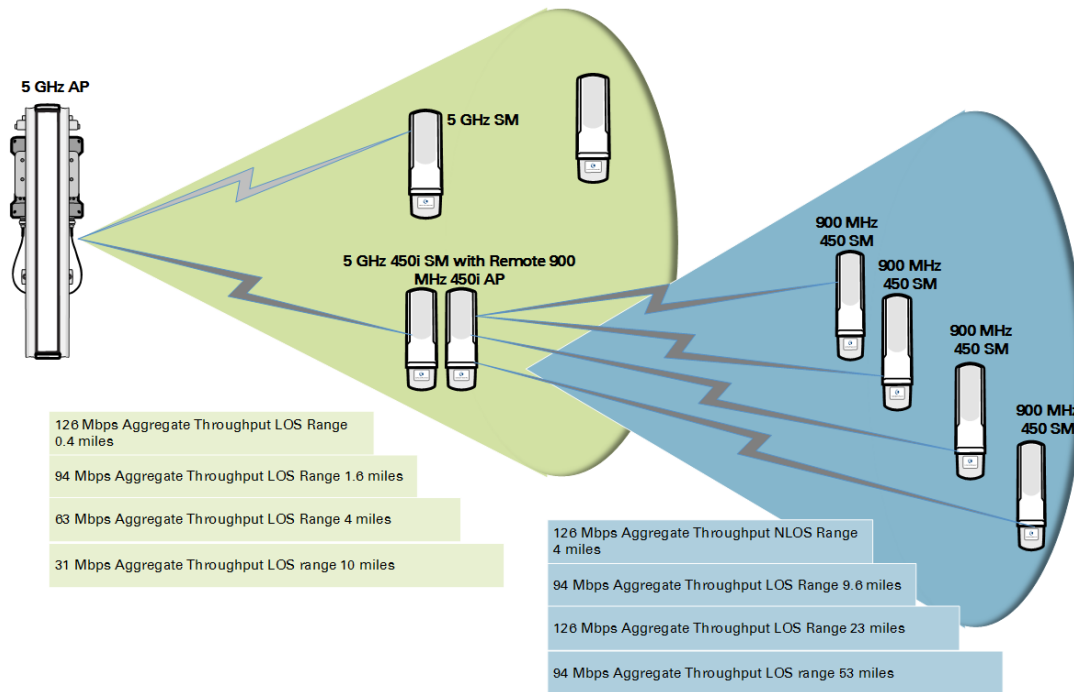 5 GHz AP
5 GHz SM
5 GHz 450i SM with Remote 900
MHz 450i AP
900 MHz
450 SM
900 MHz
450 SM
900 MHz
450 SM
900 MHz
450 SM
126 Mbps Aggregate Throughput LOS Range
0.4 miles
94 Mbps Aggregate Throughput LOS Range 1.6 miles
63 Mbps Aggregate Throughput LOS Range 4 miles
31 Mbps Aggregate Throughput LOS range 10 miles
126 Mbps Aggregate Throughput NLOS Range
4 miles
94 Mbps Aggregate Throughput LOS Range 9.6 miles
126 Mbps Aggregate Throughput LOS Range 23 miles
94 Mbps Aggregate Throughput LOS range 53 miles